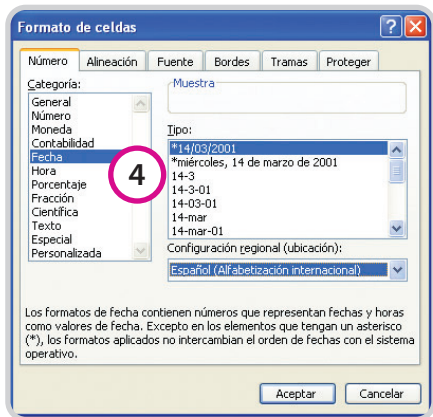 Formato de celdas
Número Alineación Fuente Bordes Tramas Proteger
Categoría:
General
Número
Moneda
Contabilidad
Fecha
Hora
Porcentaje
Fracción
Científica
Texto
Especial
Personalizada
4
Muestra
Tipo:
*14/03/2001
*miércoles, 14 de marzo de 2001
14-3
14-3-01
14-03-01
14-mar
14-mar-01
Configuración regional (ubicación):
Español (Alfabetización internacional)
Los formatos de fecha contienen números que representan fechas y horas
como valores de fecha. Excepto en los elementos que tengan un asterisco
(*), los formatos aplicados no intercambian el orden de fechas con el sistema
operativo.
Aceptar Cancelar